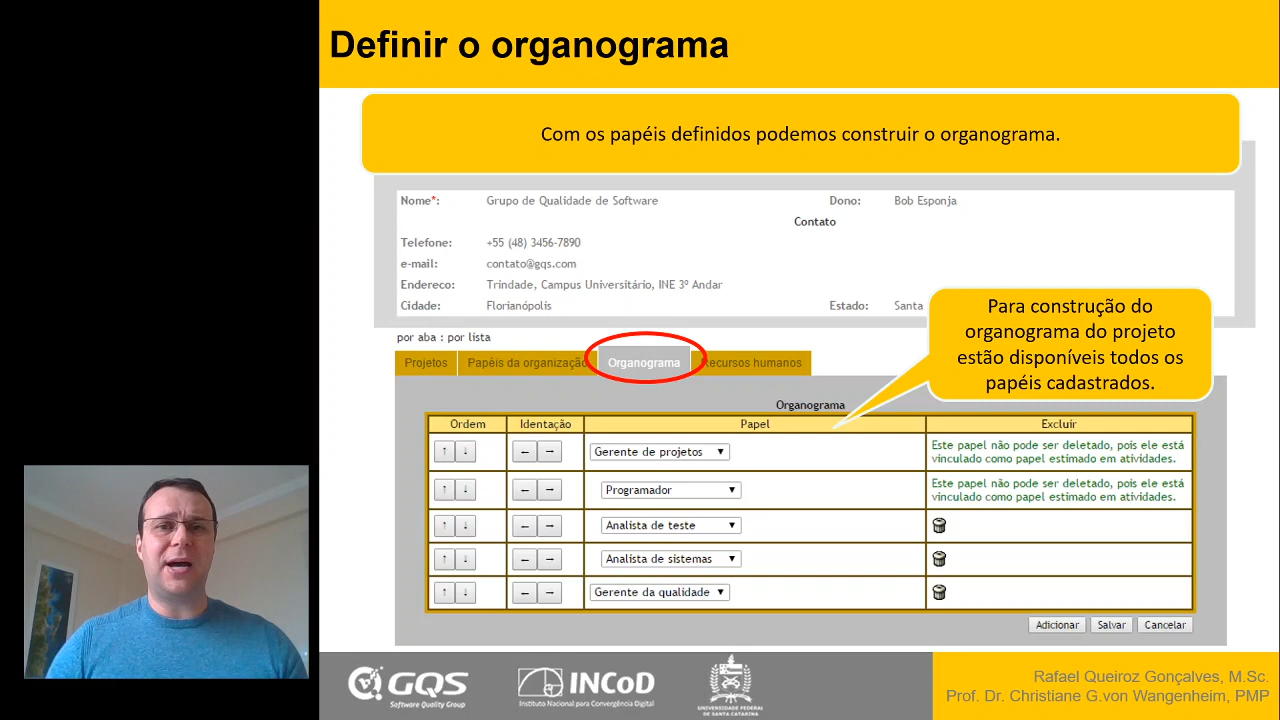 Definir o organograma
Com os papéis definidos podemos construir o organograma.
Nome*: Grupo de Qualidade de Software Dono: Bob Esponja
Contato
Telefone: +55 (48) 3456-7890
e-mail: contato@gqs.com
Endereco: Trindade, Campus Universitário, INE 3º Andar
Cidade: Florianópolis Estado: Santa
Para construção do
organograma do projeto
estão disponíveis todos os
papéis cadastrados.
por aba : por lista
Projetos Papéis da organização Organograma Recursos humanos
Organograma
Ordem Identação Papel Excluir
↑ ↓ ← → Gerente de projetos ▼ Este papel não pode ser deletado, pois ele está
vinculado como papel estimado em atividades.
↑ ↓ ← → Programador ▼ Este papel não pode ser deletado, pois ele está
vinculado como papel estimado em atividades.
↑ ↓ ← → Analista de teste ▼
↑ ↓ ← → Analista de sistemas ▼
↑ ↓ ← → Gerente da qualidade ▼
Adicionar Salvar Cancelar
GQS
Software Quality Group
INCoD
Instituto Nacional para Convergência Digital
UNIVERSIDADE FEDERAL
DE SANTA CATARINA
Rafael Queiroz Gonçalves, M.Sc.
Prof. Dr. Christiane G.von Wangenheim, PMP